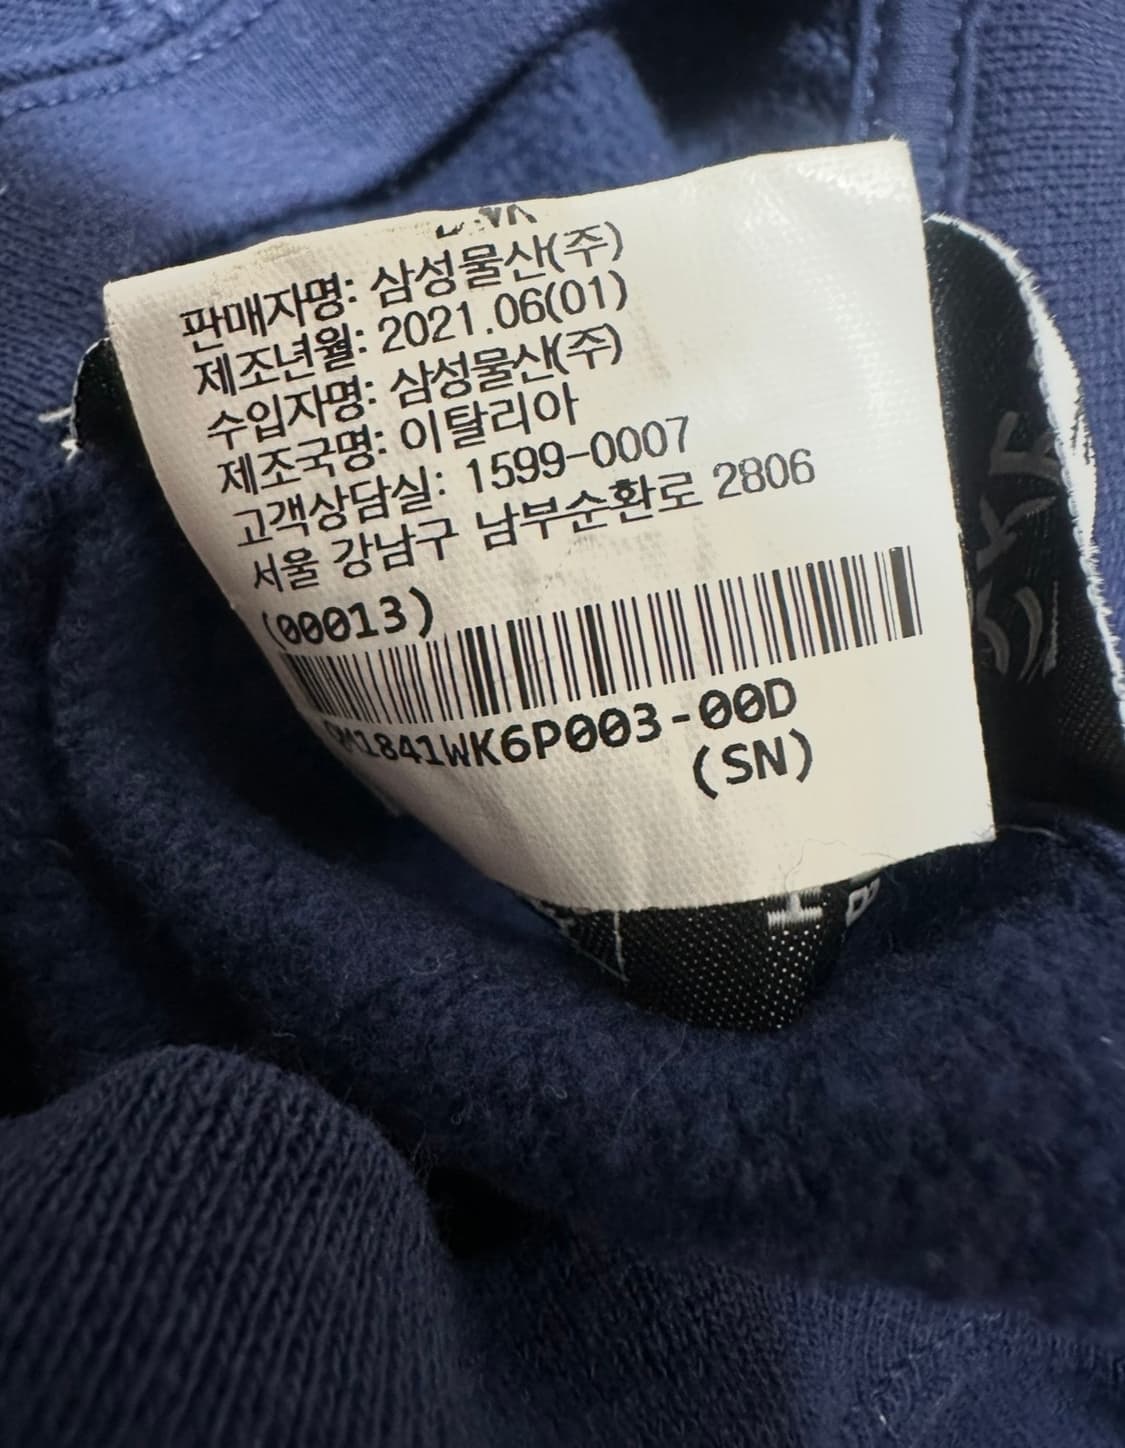 판매자명: 삼성물산(주)
제조년월: 2021.06(01)
수입자명: 삼성물산(주)
제조국명: 이탈리아
고객상담실: 1599-0007
서울 강남구 남부순환로 2806
(00013)
1841WK6P003-00D
(SN)